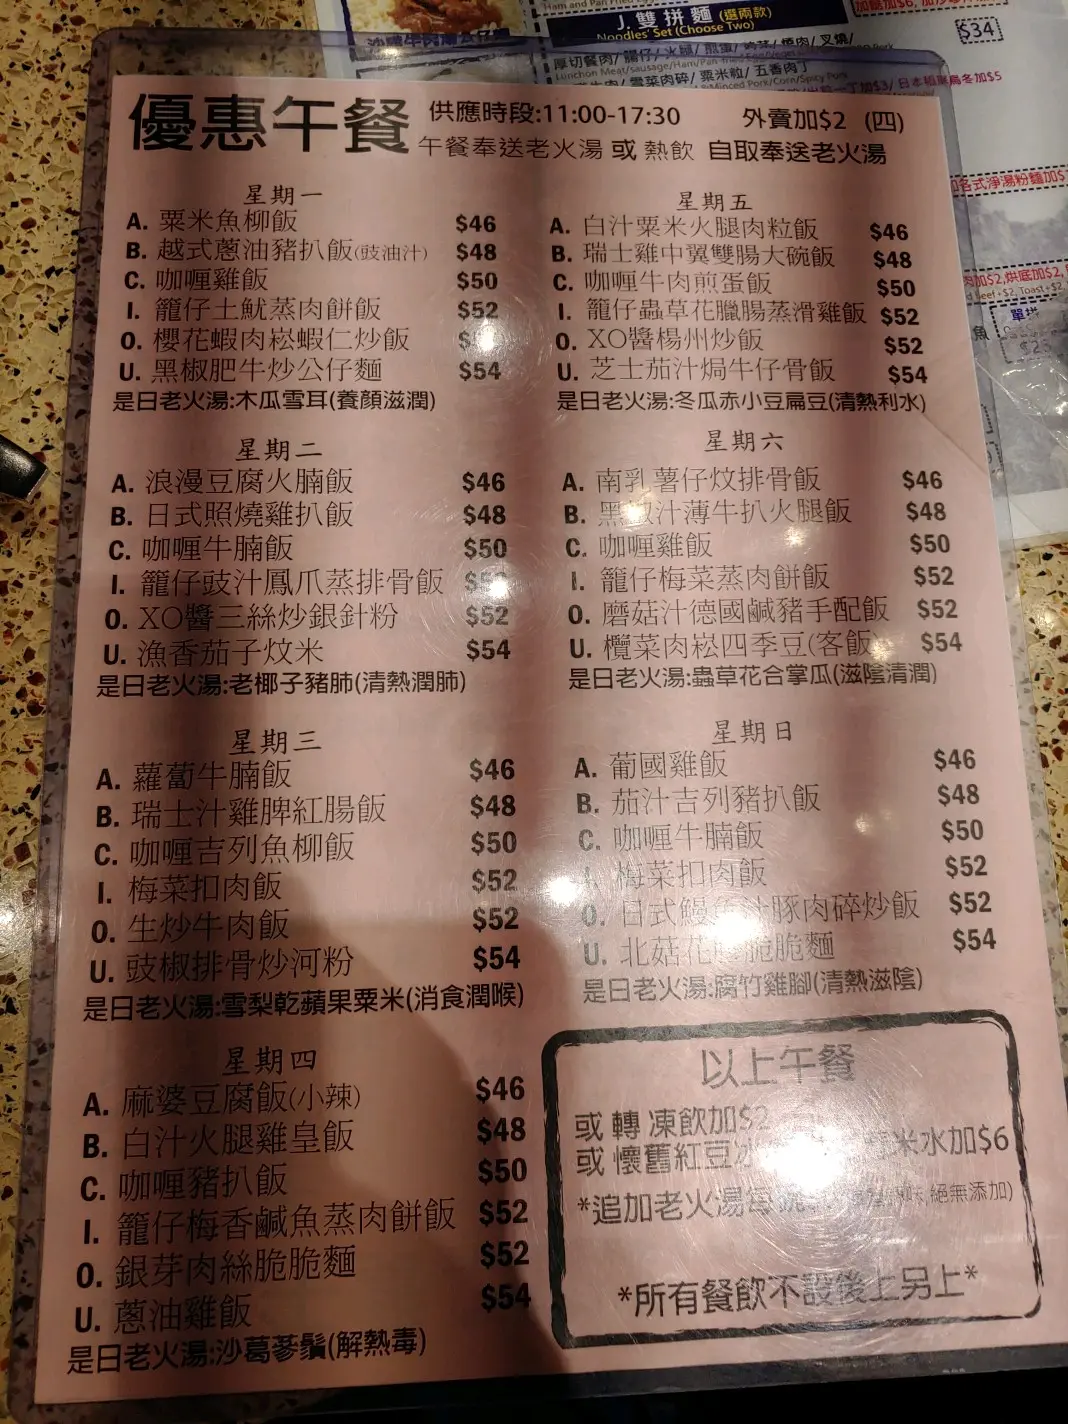 J. 雙拼麵 (選兩款)
Noodles' Set (Choose Two)
$34
優惠午餐 供應時段:11:00-17:30 外賣加$2 (四)
午餐奉送老火湯 或 熱飲 自取奉送老火湯
星期一
A. 粟米魚柳飯 $46
B. 越式蔥油豬扒飯(豉油汁) $48
C. 咖喱雞飯 $50
I. 籠仔土魷蒸肉餅飯 $52
O. 櫻花蝦肉崧蝦仁炒飯
U. 黑椒肥牛炒公仔麵 $54
是日老火湯:木瓜雪耳(養顏滋潤)
星期二
A. 浪漫豆腐火腩飯 $46
B. 日式照燒雞扒飯 $48
C. 咖喱牛腩飯 $50
I. 籠仔豉汁鳳爪蒸排骨飯
O. XO醬三絲炒銀針粉 $52
U. 漁香茄子炆米 $54
是日老火湯:老椰子豬肺(清熱潤肺)
星期三
A. 蘿蔔牛腩飯 $46
B. 瑞士汁雞脾紅腸飯 $48
C. 咖喱吉列魚柳飯 $50
I. 梅菜扣肉飯 $52
O. 生炒牛肉飯 $52
U. 豉椒排骨炒河粉 $54
是日老火湯:雪梨乾蘋果粟米(消食潤喉)
星期四
A. 麻婆豆腐飯(小辣) $46
B. 白汁火腿雞皇飯 $48
C. 咖喱豬扒飯 $50
I. 籠仔梅香鹹魚蒸肉餅飯 $52
O. 銀芽肉絲脆脆麵 $52
U. 蔥油雞飯 $54
是日老火湯:沙葛蔘鬚(解熱毒)
星期五
A. 白汁粟米火腿肉粒飯 $46
B. 瑞士雞中翼雙腸大碗飯 $48
C. 咖喱牛肉煎蛋飯 $50
I. 籠仔蟲草花臘腸蒸滑雞飯 $52
O. XO醬楊州炒飯 $52
U. 芝士茄汁焗牛仔骨飯 $54
是日老火湯:冬瓜赤小豆扁豆(清熱利水)
星期六
A. 南乳薯仔炆排骨飯 $46
B. 黑椒汁薄牛扒火腿飯 $48
C. 咖喱雞飯 $50
I. 籠仔梅菜蒸肉餅飯 $52
O. 磨菇汁德國鹹豬手配飯 $52
U. 欖菜肉崧四季豆(客飯) $54
是日老火湯:蟲草花合掌瓜(滋陰清潤)
星期日
A. 葡國雞飯 $46
B. 茄汁吉列豬扒飯 $48
C. 咖喱牛腩飯 $50
I. 梅菜扣肉飯 $52
O. 日式鰻魚汁豚肉碎炒飯 $52
U. 北菇花 脆脆麵 $54
是日老火湯:腐竹雞腳(清熱滋陰)
以上午餐
或 轉 凍飲加$2
或 懷舊紅豆冰 米水加$6
*追加老火湯每 絕無添加)
*所有餐飲不設後上另上*